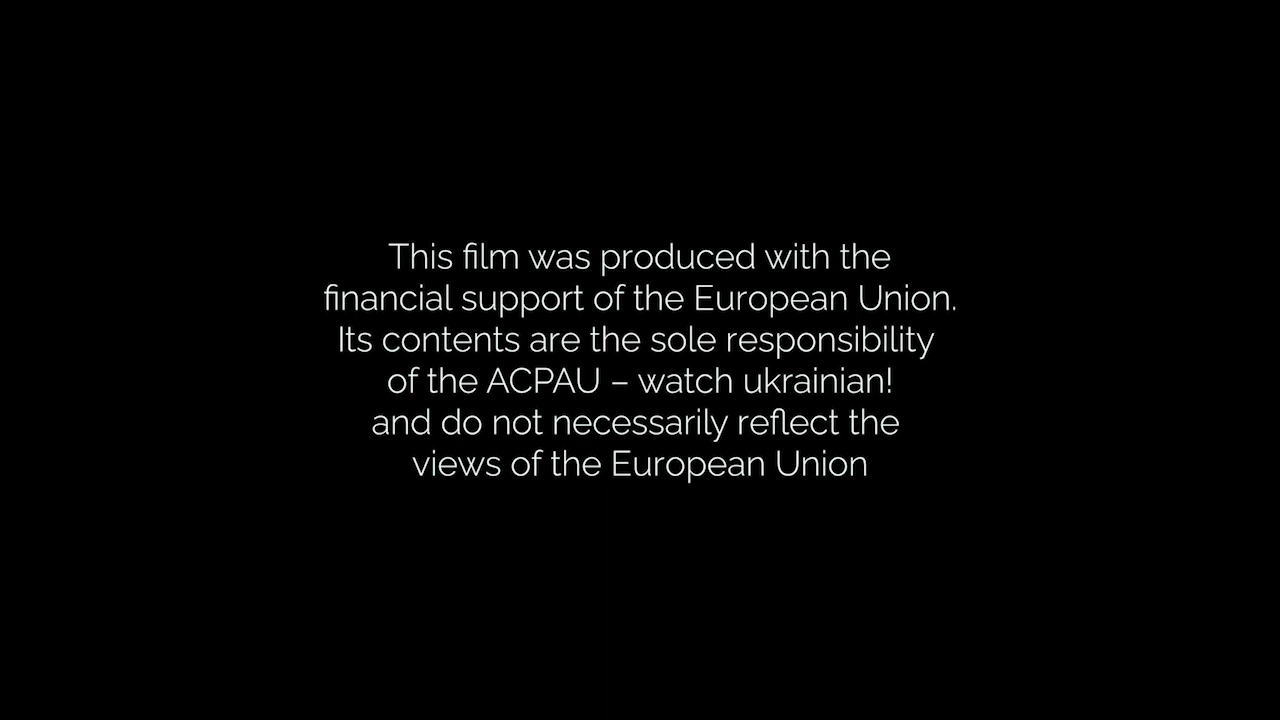 This film was produced with the
financial support of the European Union.
Its contents are the sole responsibility
of the ACPAU – watch ukrainian!
and do not necessarily reflect the
views of the European Union